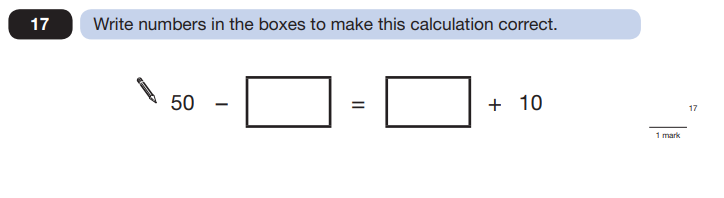 17 Write numbers in the boxes to make this calculation correct.
50 − = + 10
17
1 mark